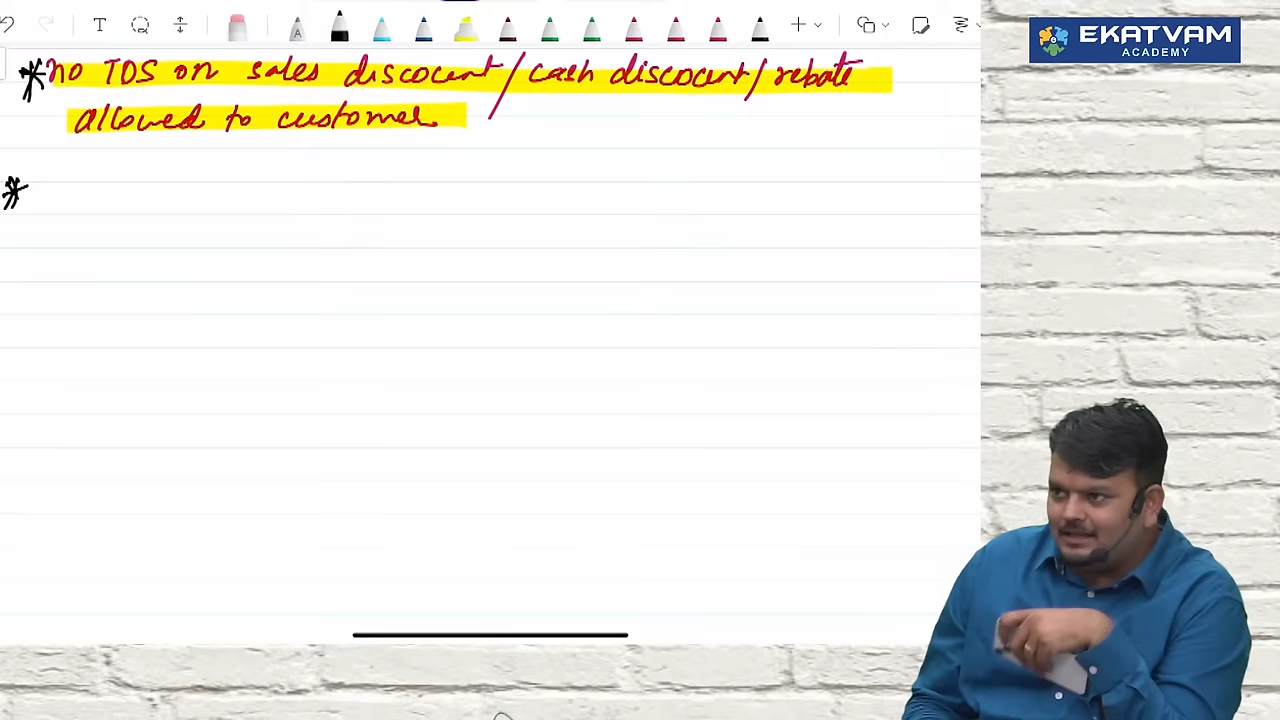 EKATVAM
ACADEMY
* no TDS on sales discount/cash discount/rebate
allowed to customer
*